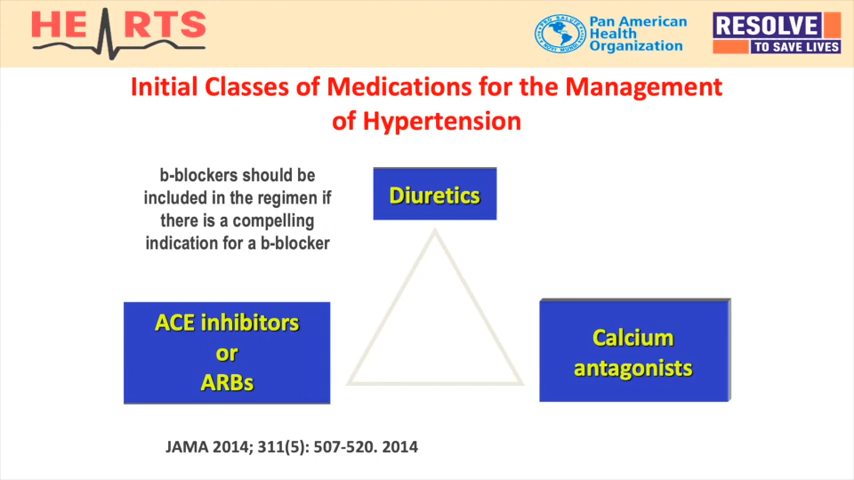 HEARTS
Pan American
Health
Organization
RESOLVE
TO SAVE LIVES
Initial Classes of Medications for the Management
of Hypertension
b-blockers should be
included in the regimen if
there is a compelling
indication for a b-blocker
Diuretics
ACE inhibitors
or
ARBs
Calcium
antagonists
JAMA 2014; 311(5): 507-520. 2014